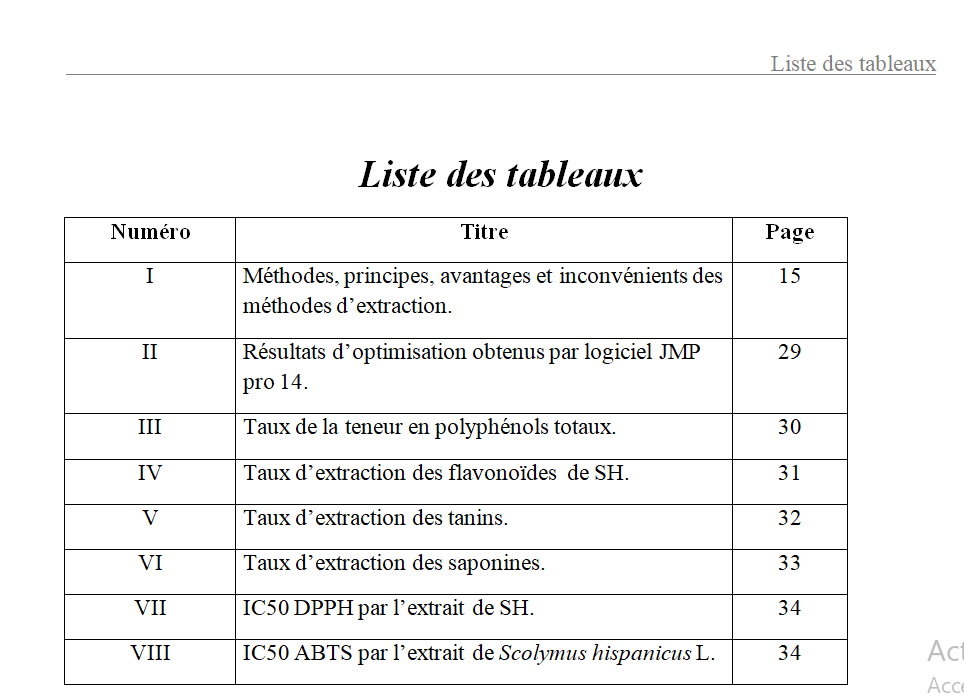 Liste des tableaux
Liste des tableaux
Numéro Titre Page
I Méthodes, principes, avantages et inconvénients des 15
méthodes d’extraction.
II Résultats d’optimisation obtenus par logiciel JMP 29
pro 14.
III Taux de la teneur en polyphénols totaux. 30
IV Taux d’extraction des flavonoïdes de SH. 31
V Taux d’extraction des tanins. 32
VI Taux d’extraction des saponines. 33
VII IC50 DPPH par l’extrait de SH. 34
VIII IC50 ABTS par l’extrait de Scolymus hispanicus L. 34